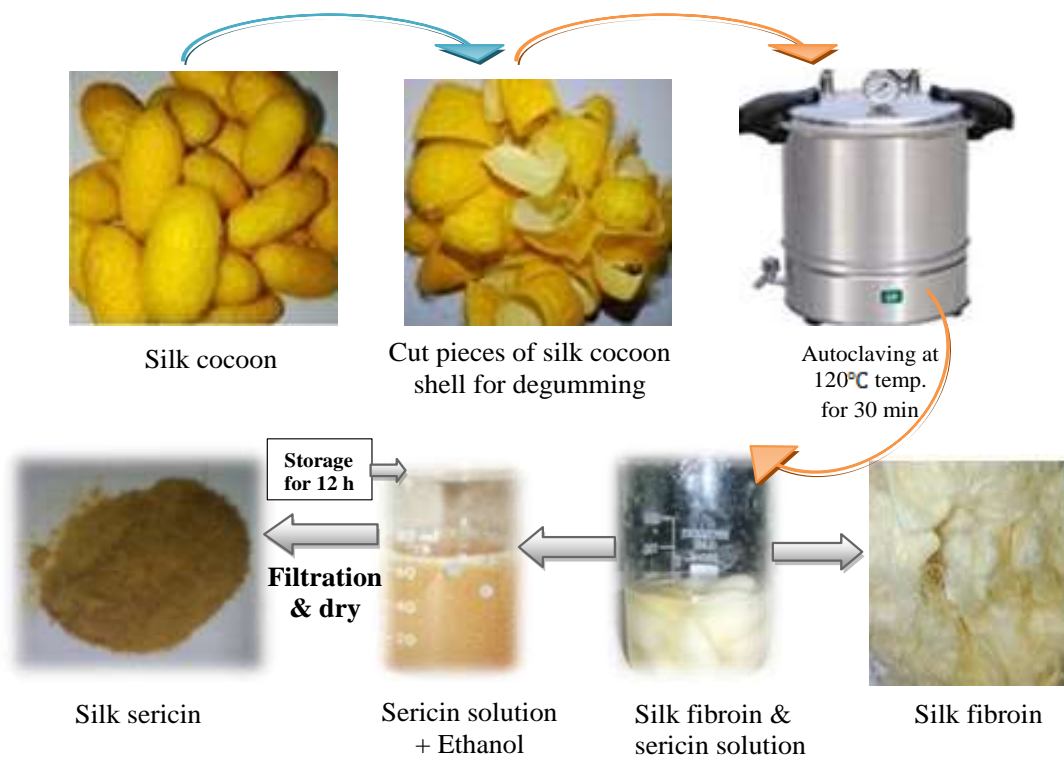 Silk cocoon
Cut pieces of silk cocoon
shell for degumming
Autoclaving at
120℃ temp.
for 30 min
Storage
for 12 h
Filtration
& dry
Silk sericin
Sericin solution
+ Ethanol
Silk fibroin &
sericin solution
Silk fibroin